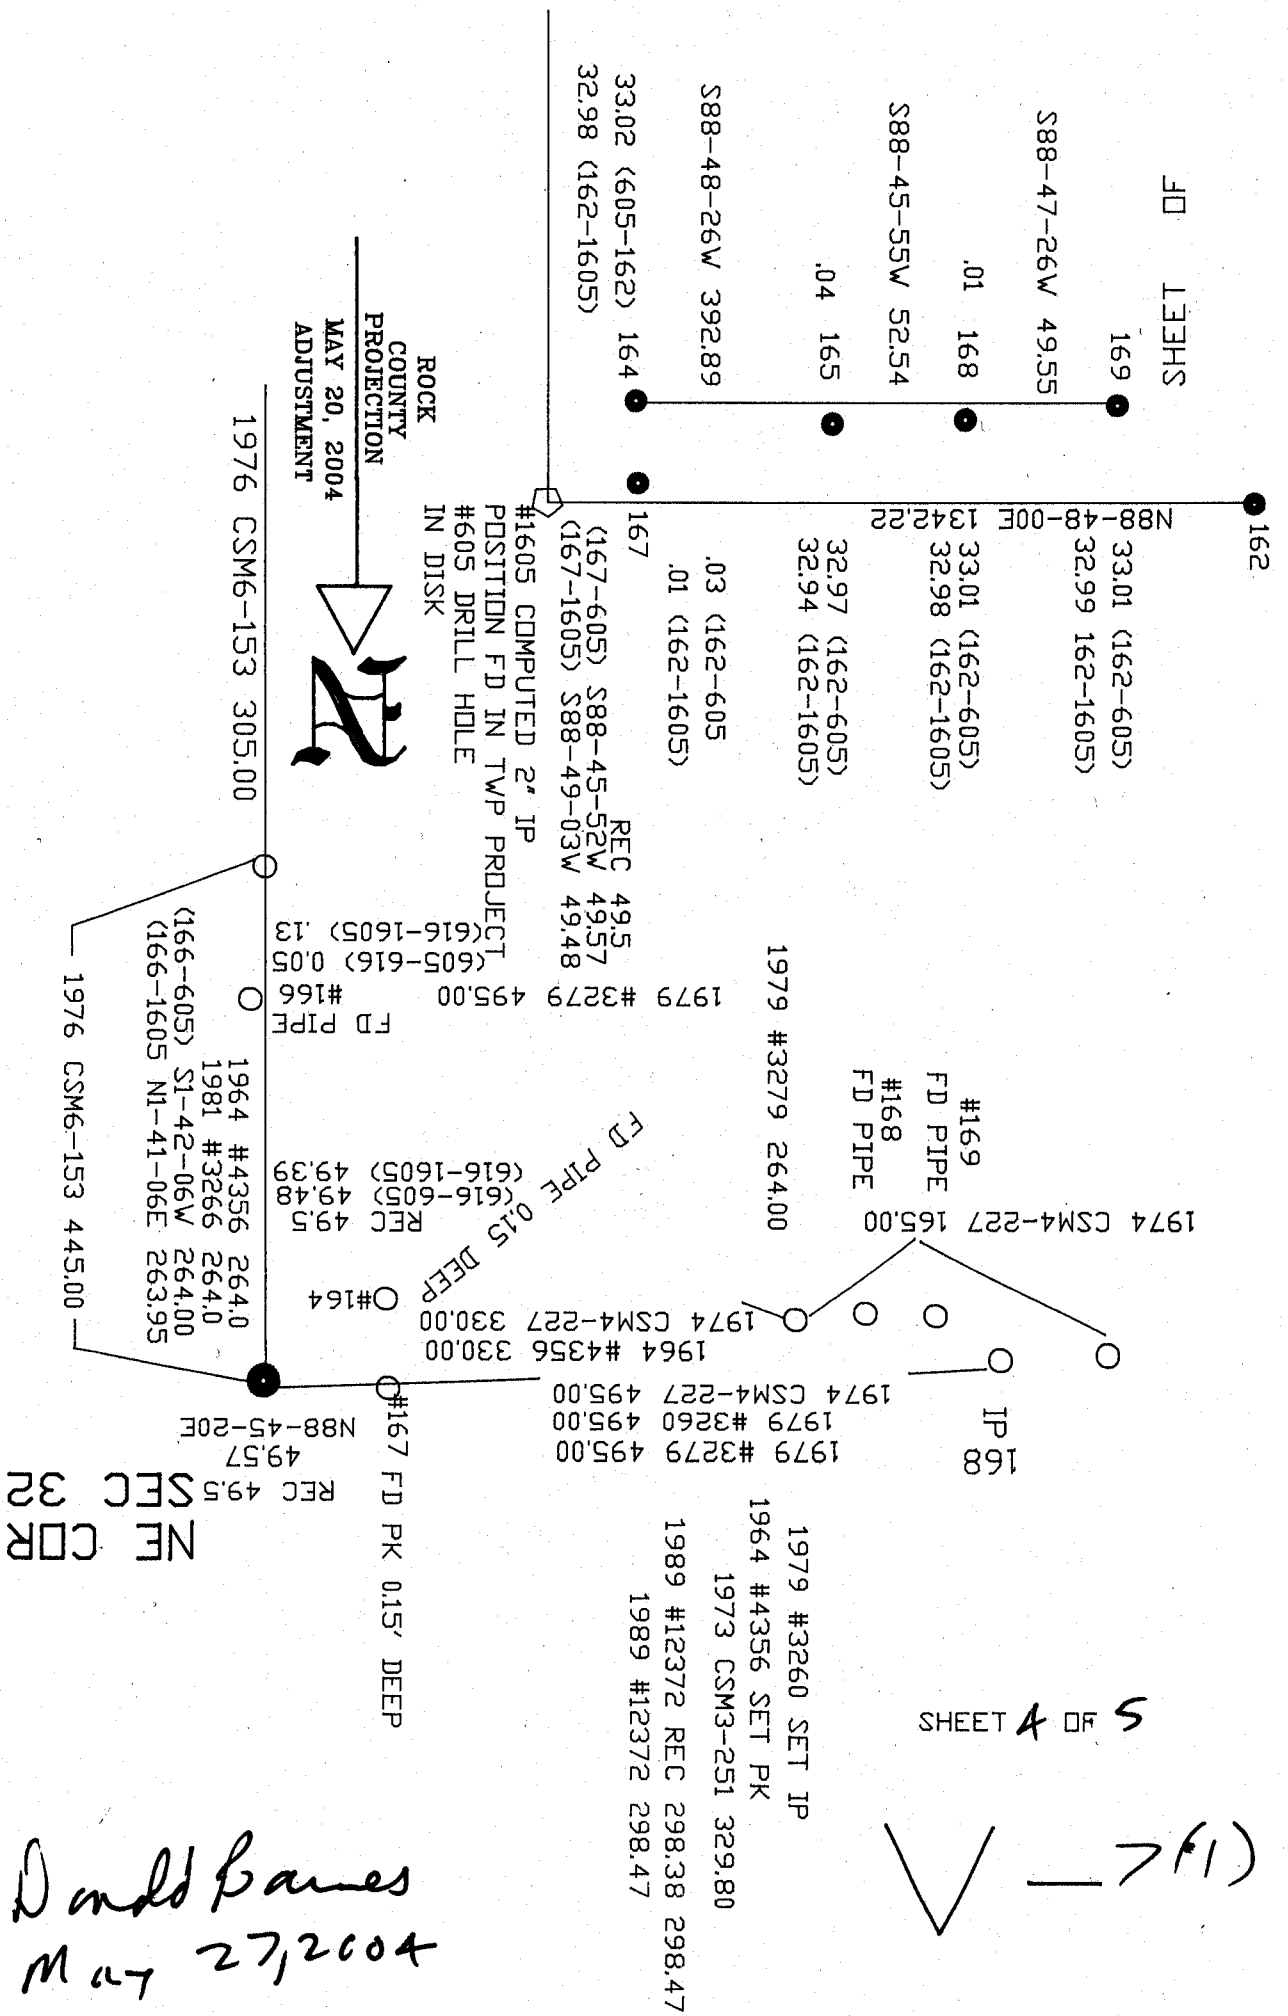 SHEET OF
169
S88-47-26W 49.55
.01 168
S88-45-55W 52.54
.04 165
S88-48-26W 392.89
33.02 (605-162) 164
32.98 (162-1605)
162
N88-48-00E 1342.22
33.01 (162-605)
32.99 162-1605)
33.01 (162-605)
32.98 (162-1605)
32.97 (162-605)
32.94 (162-1605)
.03 (162-605
.01 (162-1605)
167
REC 49.5
(167-605) S88-45-52W 49.57
(167-1605) S88-49-03W 49.48
#1605 COMPUTED 2" IP
POSITION FD IN TWP PROJECT
#605 DRILL HOLE
IN DISK
ROCK
COUNTY
PROJECTION
MAY 20, 2004
ADJUSTMENT
N
1976 CSM6-153 305.00
(616-1605) .13
(605-616) 0.05
#166
FD PIPE
1979 #3279 495.00
1979 #3279 264.00
#169
FD PIPE
#168
FD PIPE
1974 CSM4-227 165.00
1964 #4356 264.0
1981 #3266 264.0
(166-605) S1-42-06W 264.00
(166-1605 N1-41-06E 263.95
1976 CSM6-153 445.00
(616-1605) 49.39
(616-605) 49.48
REC 49.5
#164
FD PIPE 0.15 DEEP
1974 CSM4-227 330.00
1964 #4356 330.00
1974 CSM4-227 495.00
1979 #3260 495.00
1979 #3279 495.00
IP
168
N88-45-20E
49.57
REC 49.5
#167 FD PK 0.15' DEEP
NE COR
SEC 32
1979 #3260 SET IP
1964 #4356 SET PK
1973 CSM3-251 329.80
1989 #12372 REC 298.38 298.47
1989 #12372 298.47
SHEET 4 OF 5
V — 7(1)
Donald Barnes
May 27, 2004